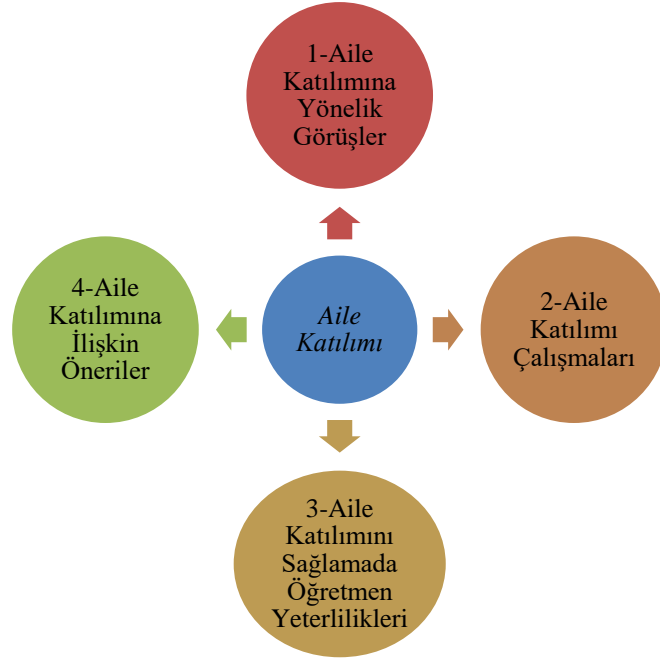 1-Aile
Katılımına
Yönelik
Görüşler
4-Aile
Katılımına
İlişkin
Öneriler
Aile
Katılımı
2-Aile
Katılımı
Çalışmaları
3-Aile
Katılımını
Sağlamada
Öğretmen
Yeterlilikleri